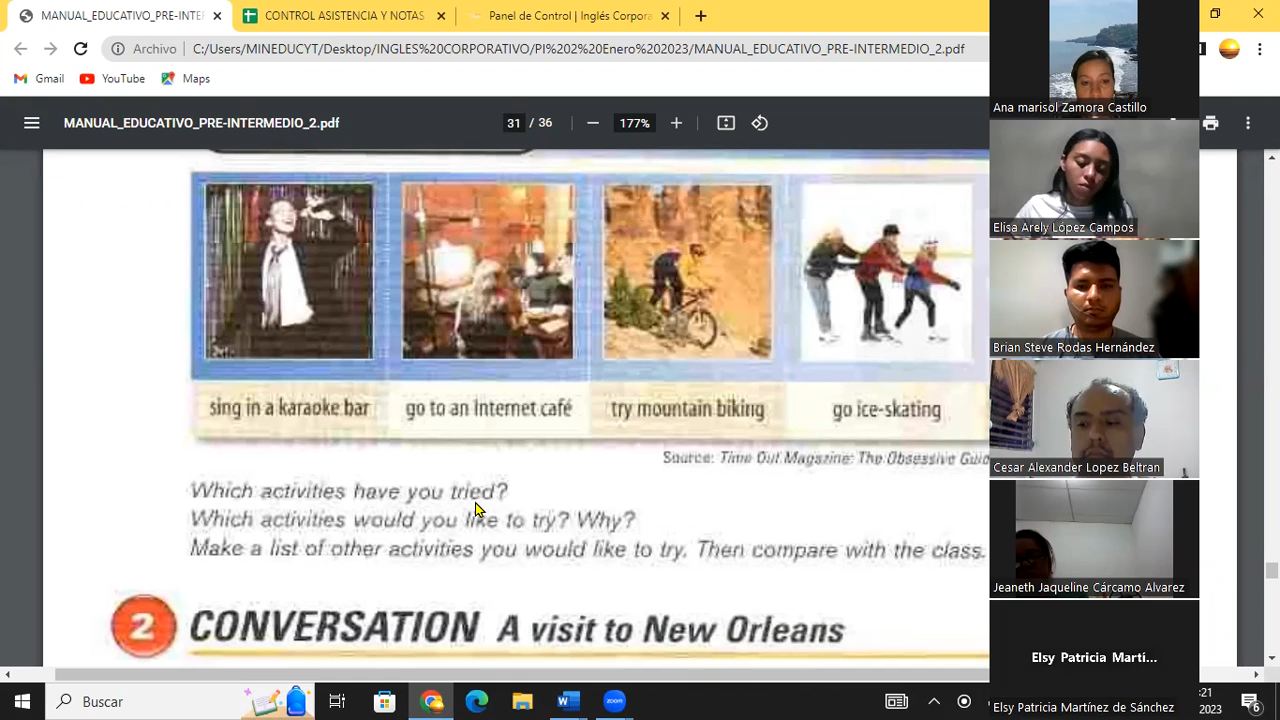 MANUAL_EDUCATIVO_PRE-INTER
CONTROL ASISTENCIA Y NOTAS
Panel de Control | Inglés Corpora
Archivo
C:/Users/MINEDUCYT/Desktop/INGLES%20CORPORATIVO/PI%202%20Enero%202023/MANUAL_EDUCATIVO_PRE-INTERMEDIO_2.pdf
Gmail
YouTube
Maps
MANUAL_EDUCATIVO_PRE-INTERMEDIO_2.pdf
31 / 36
177%
sing in a karaoke bar
go to an Internet café
try mountain biking
go ice-skating
Source: Time Out Magazine: The Obsessive Guid
Which activities have you tried?
Which activities would you like to try? Why?
Make a list of other activities you would like to try. Then compare with the class.
2 CONVERSATION A visit to New Orleans
Ana marisol Zamora Castillo
Elisa Arely López Campos
Brian Steve Rodas Hernández
Cesar Alexander Lopez Beltran
Jeaneth Jaqueline Cárcamo Alvarez
Elsy Patricia Martí...
Elsy Patricia Martínez de Sánchez
Buscar
zoom
:21
2023
6